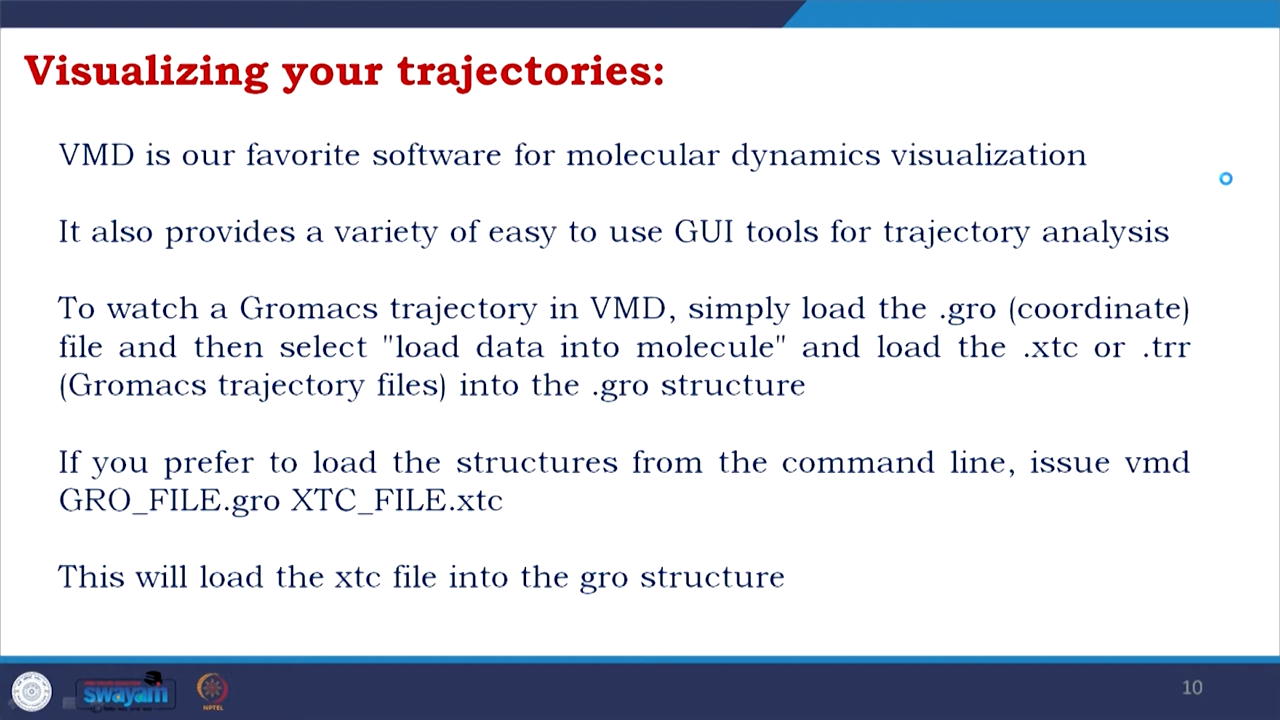 Visualizing your trajectories:
VMD is our favorite software for molecular dynamics visualization
It also provides a variety of easy to use GUI tools for trajectory analysis
To watch a Gromacs trajectory in VMD, simply load the .gro (coordinate)
file and then select "load data into molecule" and load the .xtc or .trr
(Gromacs trajectory files) into the .gro structure
If you prefer to load the structures from the command line, issue vmd
GRO_FILE.gro XTC_FILE.xtc
This will load the xtc file into the gro structure
swayam
NPTEL
10